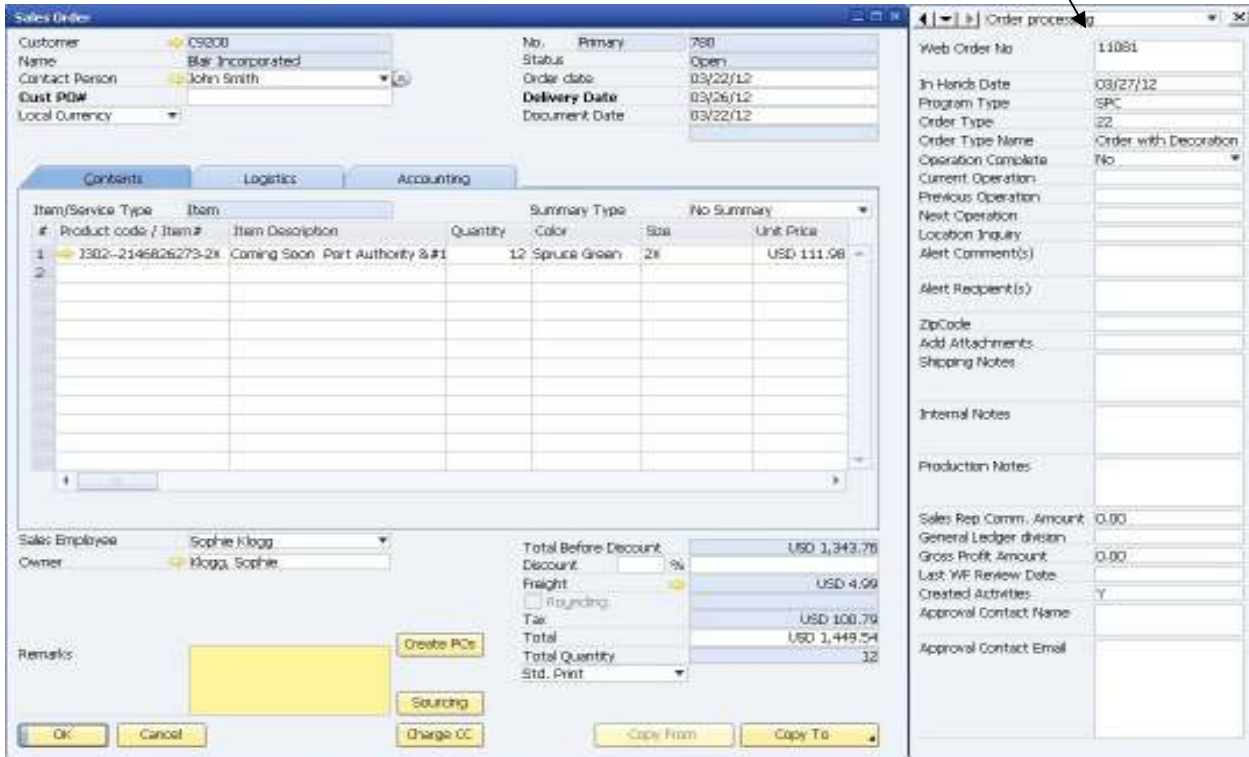 Sales Order
Customer C9200
Name Blair Incorporated
Contact Person John Smith
Cust PO#
Local Currency
No. Primary 780
Status Open
Order date 03/22/12
Delivery Date 03/26/12
Document Date 03/22/12
Contents Logistics Accounting
Item/Service Type Item Summary Type No Summary
# Product code / Item# Item Description Quantity Color Size Unit Price
1 J302--2146826273-2X Coming Soon Port Authority &#1 12 Spruce Green 2X USD 111.98
2
Sales Employee Sophie Klogg
Owner Klogg, Sophie
Remarks
Create POs
Sourcing
Charge CC
Total Before Discount USD 1,343.76
Discount %
Freight USD 4.99
Rounding
Tax USD 100.79
Total USD 1,449.54
Total Quantity 12
Std. Print
OK Cancel Copy From Copy To
Order processing
Web Order No 11081
In Hands Date 03/27/12
Program Type SPC
Order Type 22
Order Type Name Order with Decoration
Operation Complete No
Current Operation
Previous Operation
Next Operation
Location Inquiry
Alert Comment(s)
Alert Recipient(s)
ZipCode
Add Attachments
Shipping Notes
Internal Notes
Production Notes
Sales Rep Comm. Amount 0.00
General Ledger division
Gross Profit Amount 0.00
Last WF Review Date
Created Activities Y
Approval Contact Name
Approval Contact Email